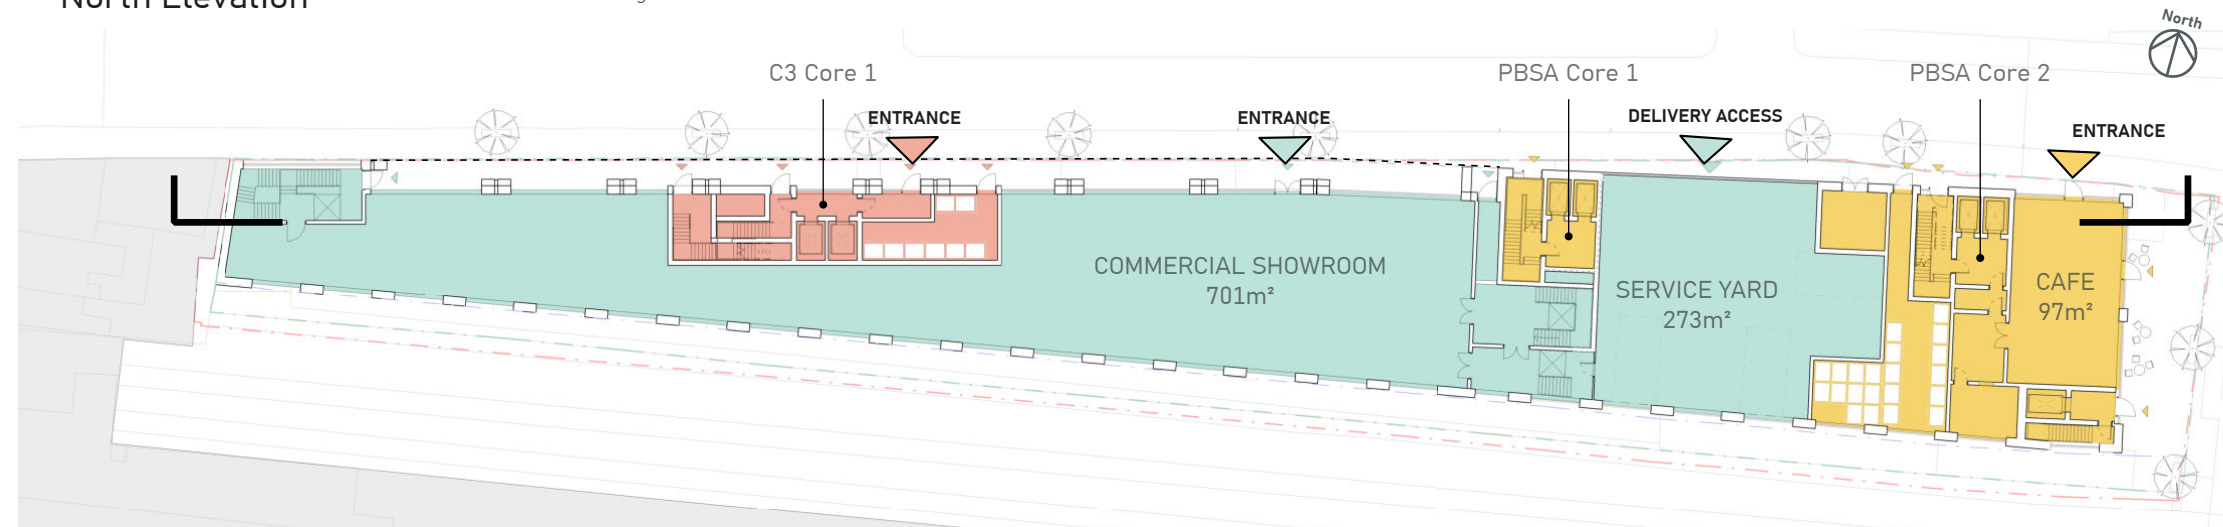 North Elevation
North
C3 Core 1
PBSA Core 1
PBSA Core 2
ENTRANCE
ENTRANCE
DELIVERY ACCESS
ENTRANCE
COMMERCIAL SHOWROOM
701m²
SERVICE YARD
273m²
CAFE
97m²